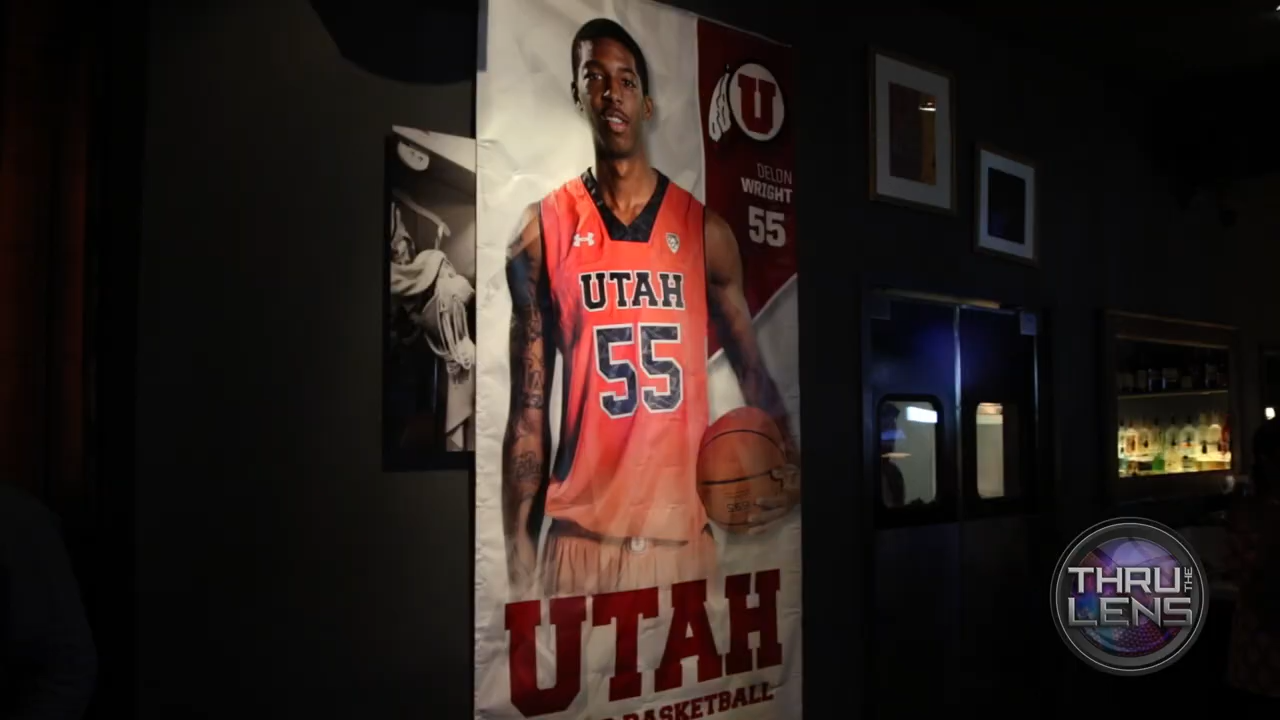 U
DELON
WRIGHT
55
UTAH
55
UTAH
BASKETBALL
THRU THE
LENS